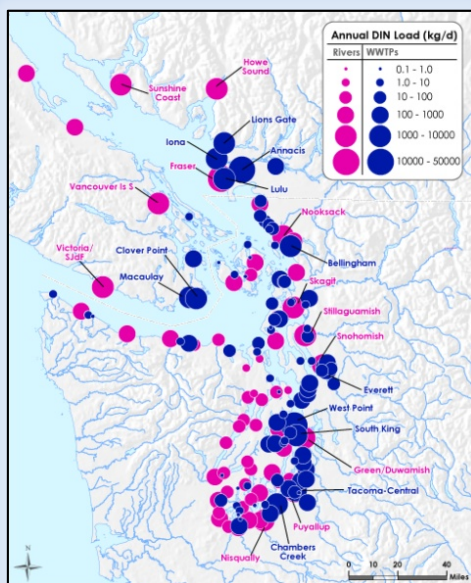 Annual DIN Load (kg/d)
Rivers WWTPs
0.1 - 1.0
1.0 - 10
10 - 100
100 - 1000
1000 - 10000
10000 - 50000
Howe
Sound
Sunshine
Coast
Lions Gate
Iona
Annacis
Fraser
Lulu
Vancouver Is S
Nooksack
Victoria/
SJdF
Clover Point
Bellingham
Macaulay
Skagit
Stillaguamish
Snohomish
Everett
West Point
South King
Green/Duwamish
Tacoma-Central
Puyallup
Chambers
Creek
Nisqually
N
0 10 20 40
Miles